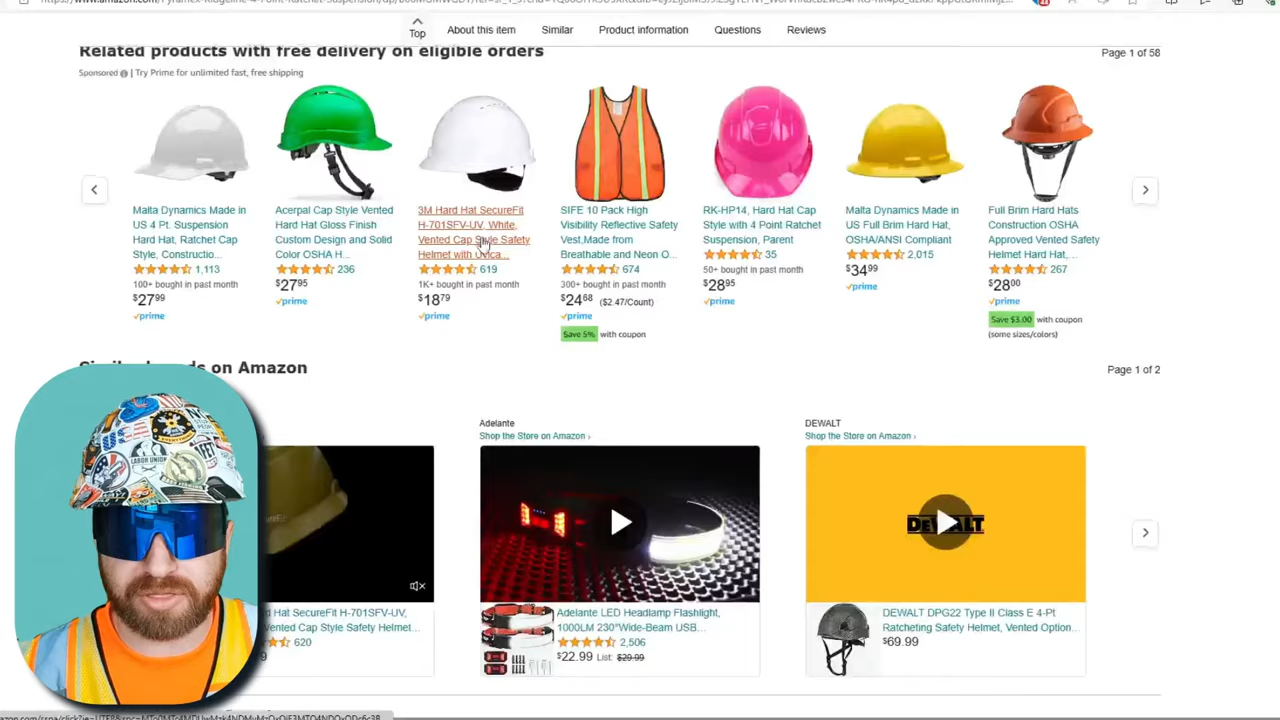 Top
About this item
Similar
Product information
Questions
Reviews
Related products with free delivery on eligible orders
Page 1 of 58
Sponsored
Try Prime for unlimited fast, free shipping
Malta Dynamics Made in
US 4 Pt. Suspension
Hard Hat, Ratchet Cap
Style, Constructio...
1,113
100+ bought in past month
$27.99
prime
Acerpal Cap Style Vented
Hard Hat Gloss Finish
Custom Design and Solid
Color OSHA H...
236
$27.95
prime
3M Hard Hat SecureFit
H-701SFV-UV, White,
Vented Cap Style Safety
Helmet with Uvica...
619
1K+ bought in past month
$18.79
prime
SIFE 10 Pack High
Visibility Reflective Safety
Vest,Made from
Breathable and Neon O...
674
300+ bought in past month
$24.68 ($2.47/Count)
prime
Save 5% with coupon
RK-HP14, Hard Hat Cap
Style with 4 Point Ratchet
Suspension, Parent
35
50+ bought in past month
$28.95
prime
Malta Dynamics Made in
US Full Brim Hard Hat,
OSHA/ANSI Compliant
2,015
$34.99
prime
Full Brim Hard Hats
Construction OSHA
Approved Vented Safety
Helmet Hard Hat,...
267
$28.00
prime
Save $3.00 with coupon
(some sizes/colors)
on Amazon
Page 1 of 2
Adelante
Shop the Store on Amazon ›
DEWALT
Shop the Store on Amazon ›
DEWALT
LABOR UNION
Hat SecureFit H-701SFV-UV,
Vented Cap Style Safety Helmet...
620
Adelante LED Headlamp Flashlight,
1000LM 230°Wide-Beam USB...
2,506
$22.99 List: $29.99
DEWALT DPG22 Type II Class E 4-Pt
Ratcheting Safety Helmet, Vented Option...
$69.99